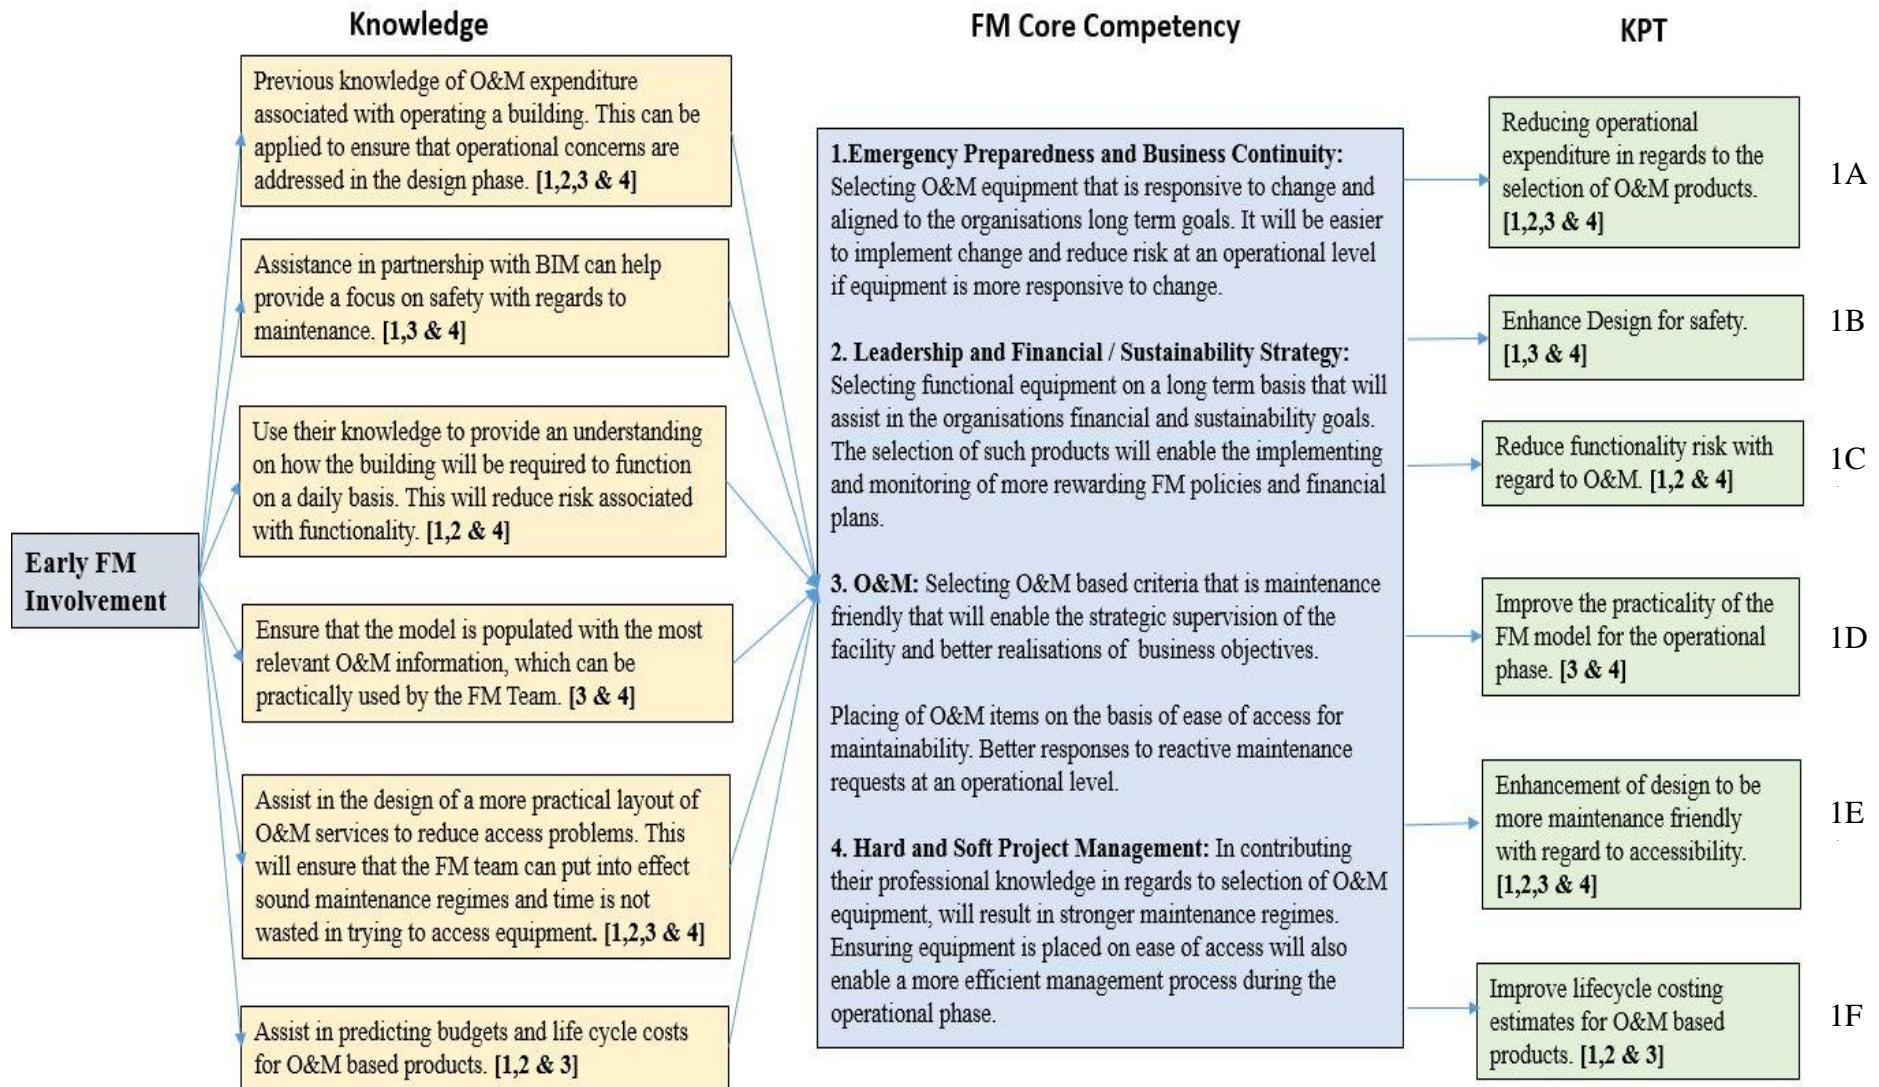 Knowledge
FM Core Competency
KPT
Early FM
Involvement
Previous knowledge of O&M expenditure
associated with operating a building. This can be
applied to ensure that operational concerns are
addressed in the design phase. [1,2,3 & 4]
Assistance in partnership with BIM can help
provide a focus on safety with regards to
maintenance. [1,3 & 4]
Use their knowledge to provide an understanding
on how the building will be required to function
on a daily basis. This will reduce risk associated
with functionality. [1,2 & 4]
Ensure that the model is populated with the most
relevant O&M information, which can be
practically used by the FM Team. [3 & 4]
Assist in the design of a more practical layout of
O&M services to reduce access problems. This
will ensure that the FM team can put into effect
sound maintenance regimes and time is not
wasted in trying to access equipment. [1,2,3 & 4]
Assist in predicting budgets and life cycle costs
for O&M based products. [1,2 & 3]
1.Emergency Preparedness and Business Continuity:
Selecting O&M equipment that is responsive to change and
aligned to the organisations long term goals. It will be easier
to implement change and reduce risk at an operational level
if equipment is more responsive to change.
2. Leadership and Financial / Sustainability Strategy:
Selecting functional equipment on a long term basis that will
assist in the organisations financial and sustainability goals.
The selection of such products will enable the implementing
and monitoring of more rewarding FM policies and financial
plans.
3. O&M: Selecting O&M based criteria that is maintenance
friendly that will enable the strategic supervision of the
facility and better realisations of business objectives.
Placing of O&M items on the basis of ease of access for
maintainability. Better responses to reactive maintenance
requests at an operational level.
4. Hard and Soft Project Management: In contributing
their professional knowledge in regards to selection of O&M
equipment, will result in stronger maintenance regimes.
Ensuring equipment is placed on ease of access will also
enable a more efficient management process during the
operational phase.
Reducing operational
expenditure in regards to the
selection of O&M products.
[1,2,3 & 4]
1A
Enhance Design for safety.
[1,3 & 4]
1B
Reduce functionality risk with
regard to O&M. [1,2 & 4]
1C
Improve the practicality of the
FM model for the operational
phase. [3 & 4]
1D
Enhancement of design to be
more maintenance friendly
with regard to accessibility.
[1,2,3 & 4]
1E
Improve lifecycle costing
estimates for O&M based
products. [1,2 & 3]
1F